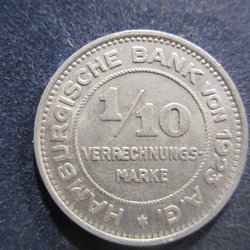 HAMBURGISCHE BANK VON 1923 A.G.
1/10
VERRECHNUNGS-
MARKE